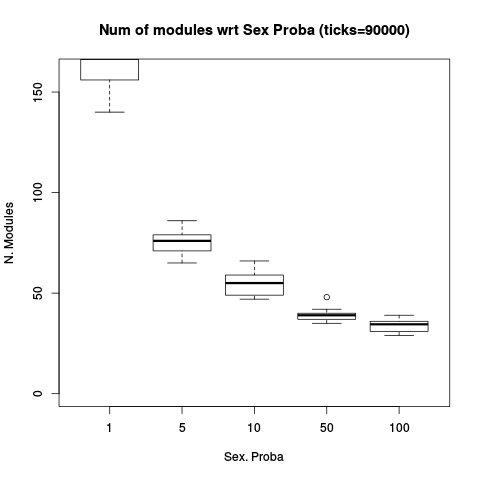 Num of modules wrt Sex Proba (ticks=90000)
N. Modules
150
100
50
0
1 5 10 50 100
Sex. Proba